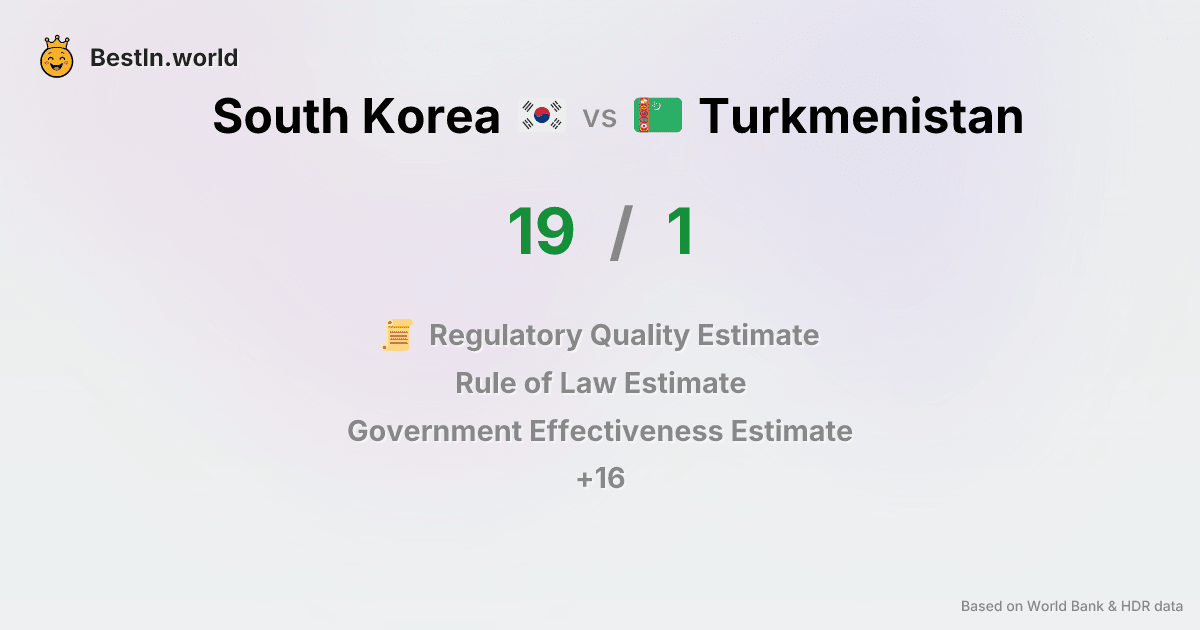 BestIn.world
South Korea vs Turkmenistan
19 / 1
Regulatory Quality Estimate
Rule of Law Estimate
Government Effectiveness Estimate
+16
Based on World Bank & HDR data